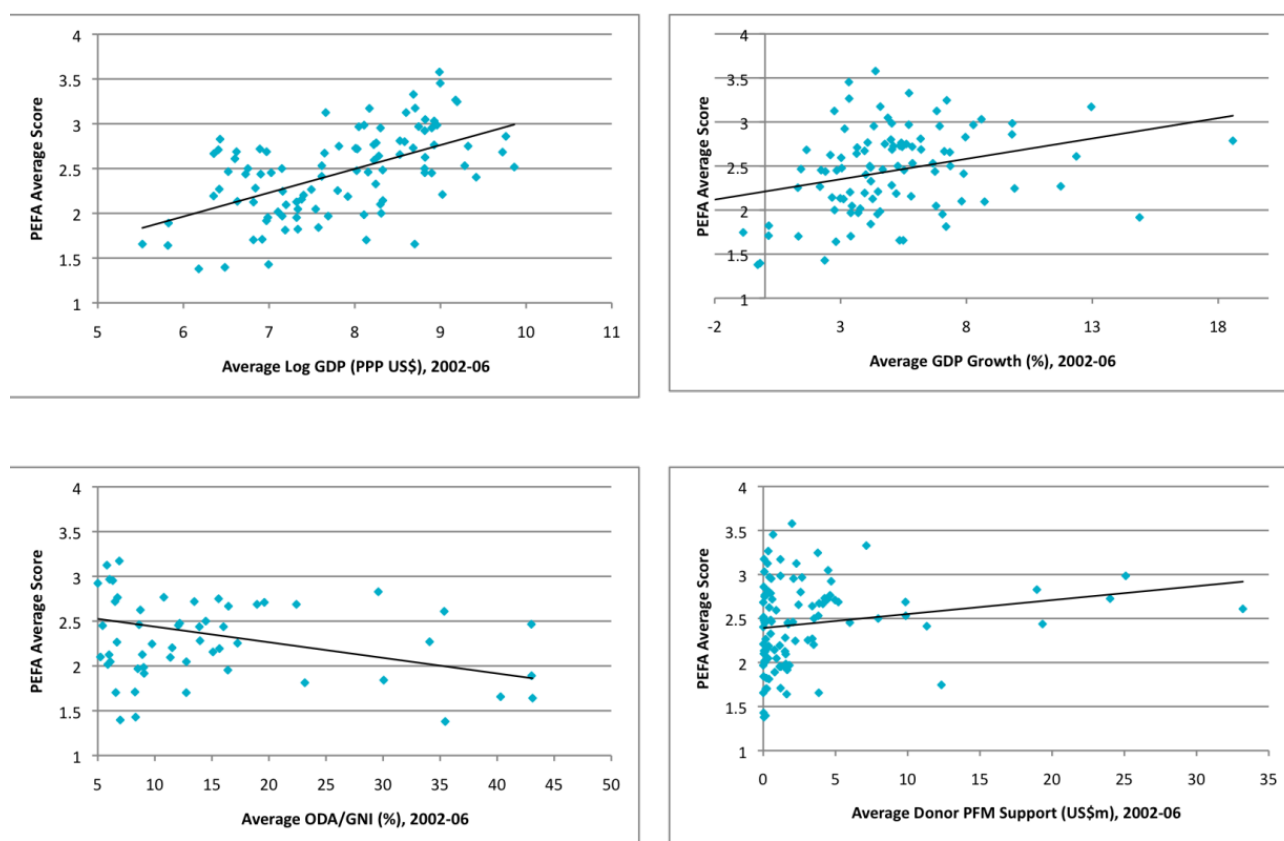 4
3.5
3
2.5
2
1.5
1
PEFA Average Score
5 6 7 8 9 10 11
Average Log GDP (PPP US$), 2002-06
4
3.5
3
2.5
2
1.5
1
PEFA Average Score
-2 3 8 13 18
Average GDP Growth (%), 2002-06
4
3.5
3
2.5
2
1.5
1
PEFA Average Score
5 10 15 20 25 30 35 40 45 50
Average ODA/GNI (%), 2002-06
4
3.5
3
2.5
2
1.5
1
PEFA Average Score
0 5 10 15 20 25 30 35
Average Donor PFM Support (US$m), 2002-06